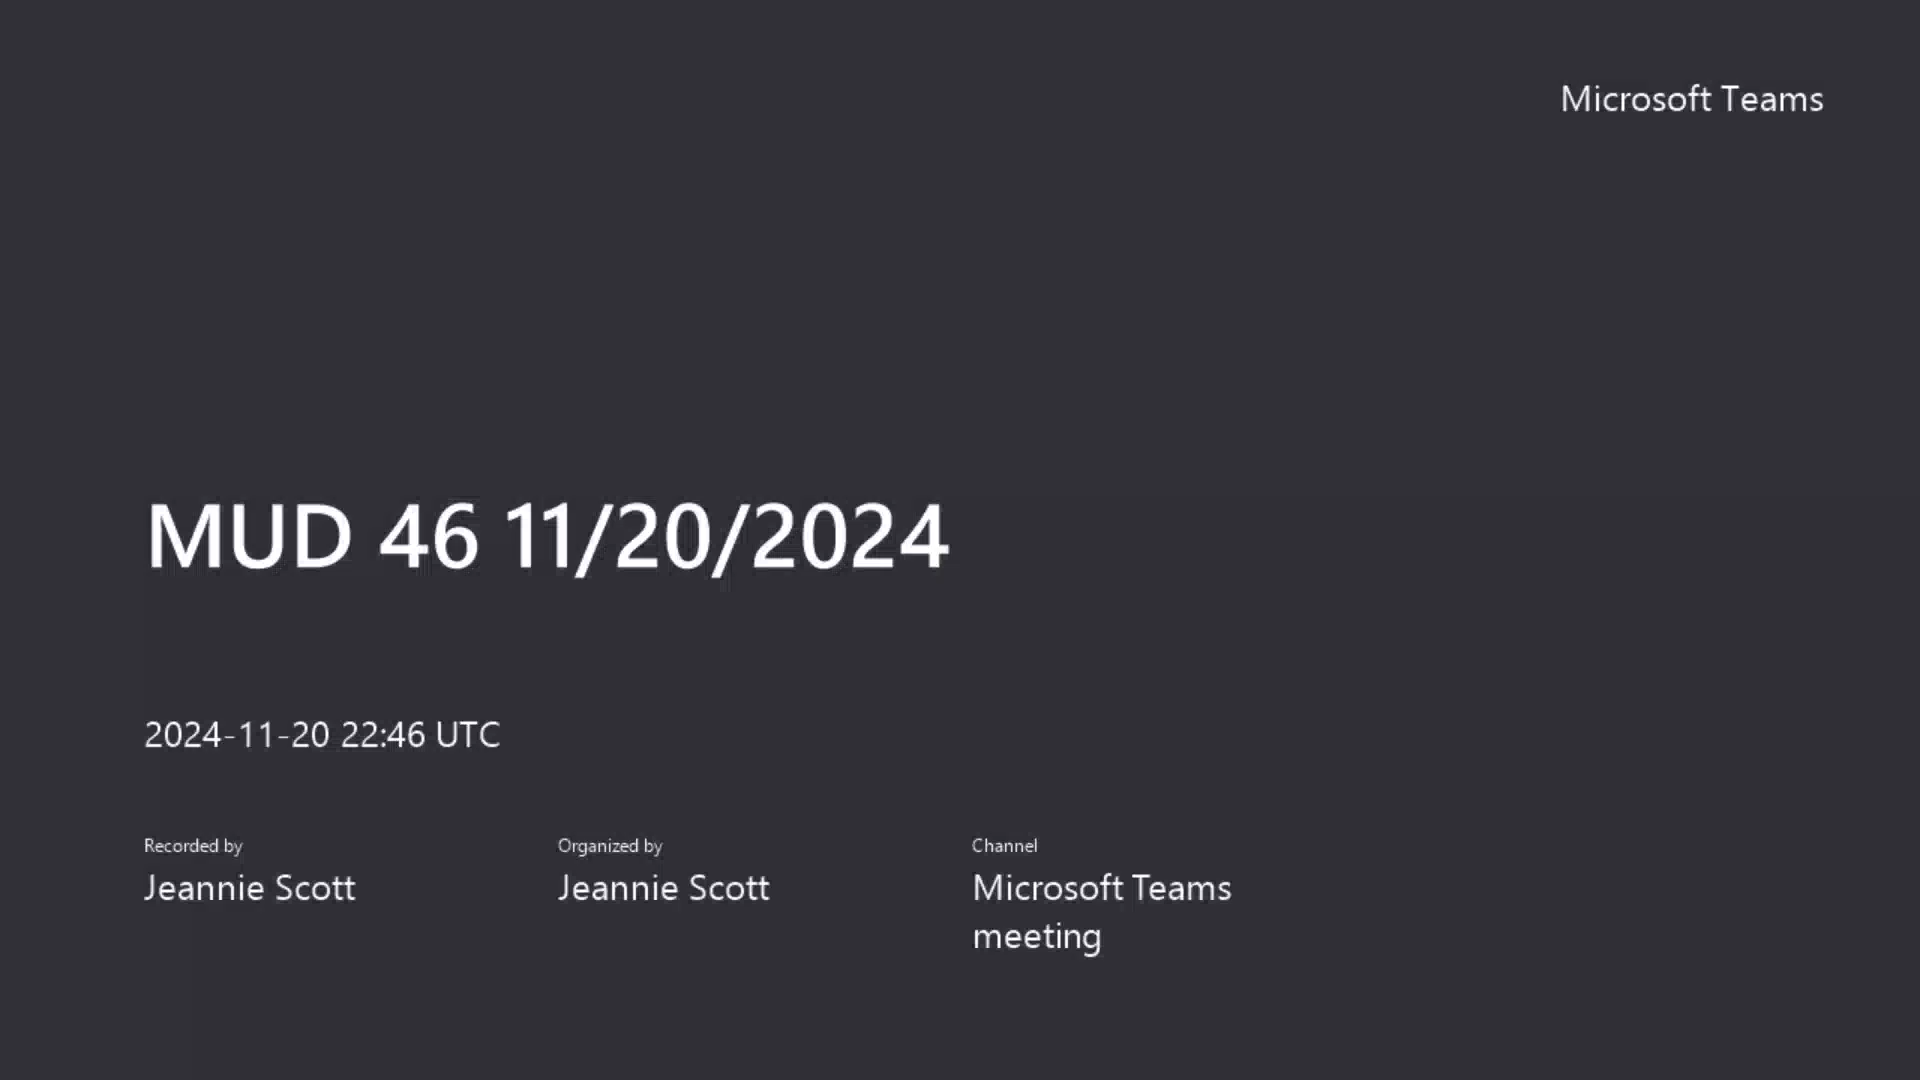 Microsoft Teams
MUD 46 11/20/2024
2024-11-20 22:46 UTC
Recorded by
Jeannie Scott
Organized by
Jeannie Scott
Channel
Microsoft Teams
meeting